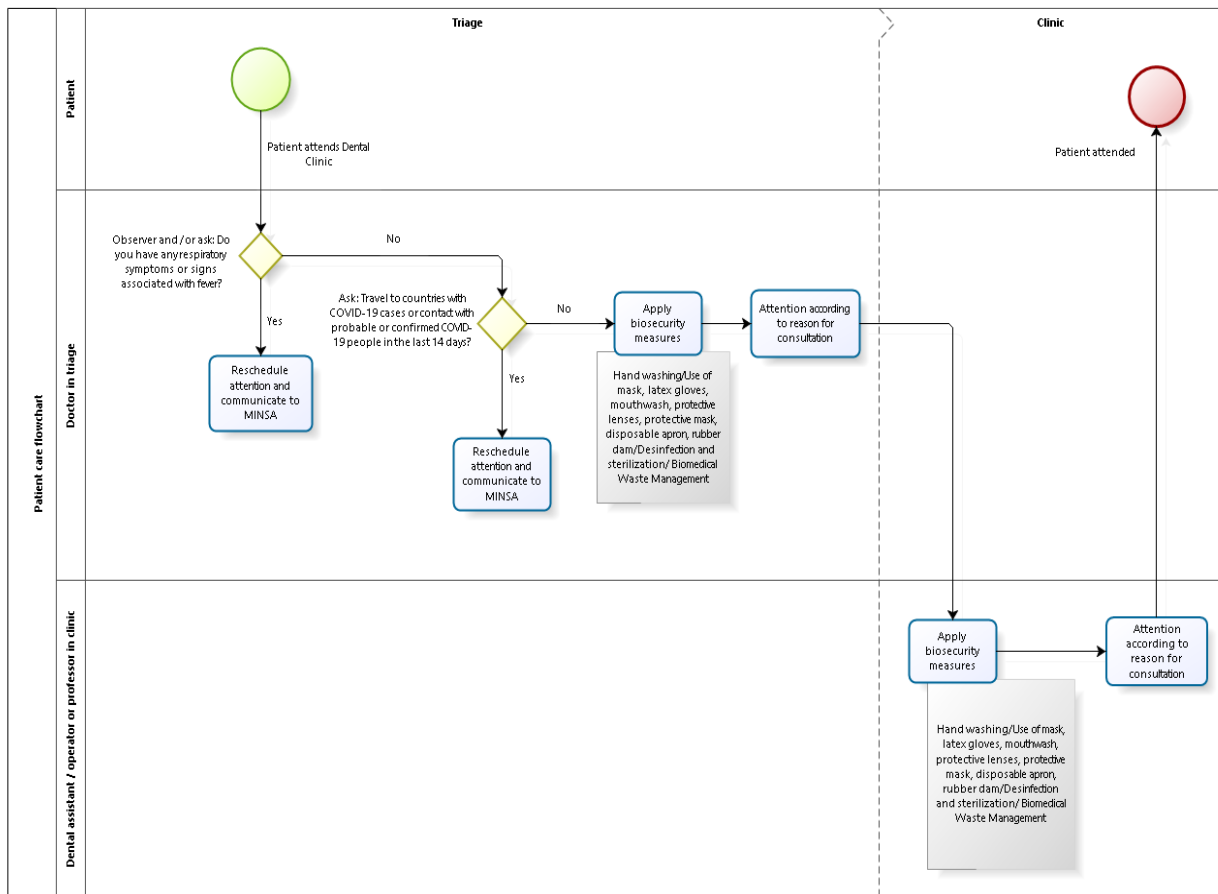 Triage
Clinic
Patient care flowchart
Patient
Patient attends Dental
Clinic
Patient attended
Doctor in triage
Observer and /or ask: Do
you have any respiratory
symptoms or signs
associated with fever?
No
Yes
Reschedule
attention and
communicate to
MINSA
Ask: Travel to countries with
COVID-19 cases or contact with
probable or confirmed COVID-
19 people in the last 14 days?
No
Yes
Reschedule
attention and
communicate to
MINSA
Apply
biosecurity
measures
Hand washing/Use of
mask, latex gloves,
mouthwash, protective
lenses, protective mask,
disposable apron, rubber
dam/Desinfection and
sterilization/ Biomedical
Waste Management
Attention according
to reason for
consultation
Dental assistant / operator or professor in clinic
Apply
biosecurity
measures
Hand washing/Use of mask,
latex gloves, mouthwash,
protective lenses, protective
mask, disposable apron,
rubber dam/Desinfection
and sterilization/ Biomedical
Waste Management
Attention
according to
reason for
consultation